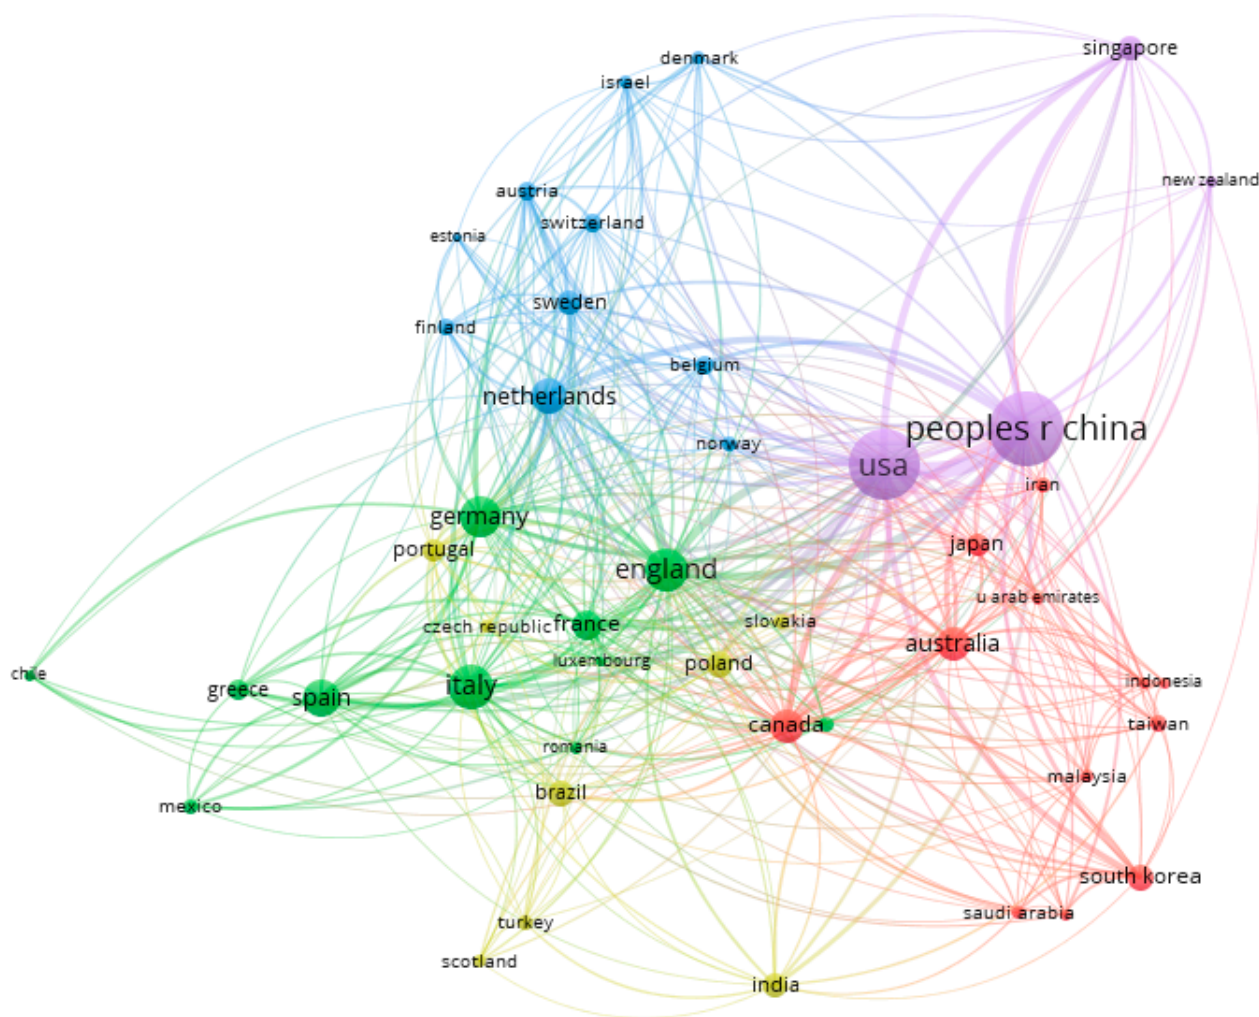 singapore
denmark
israel
new zealand
austria
switzerland
estonia
sweden
finland
belgium
netherlands
peoples r china
norway
usa
iran
germany
japan
portugal
england
u arab emirates
czech republic
france
slovakia
australia
luxembourg
poland
chile
indonesia
greece
spain
italy
canada
taiwan
romania
malaysia
brazil
mexico
south korea
saudi arabia
turkey
scotland
india